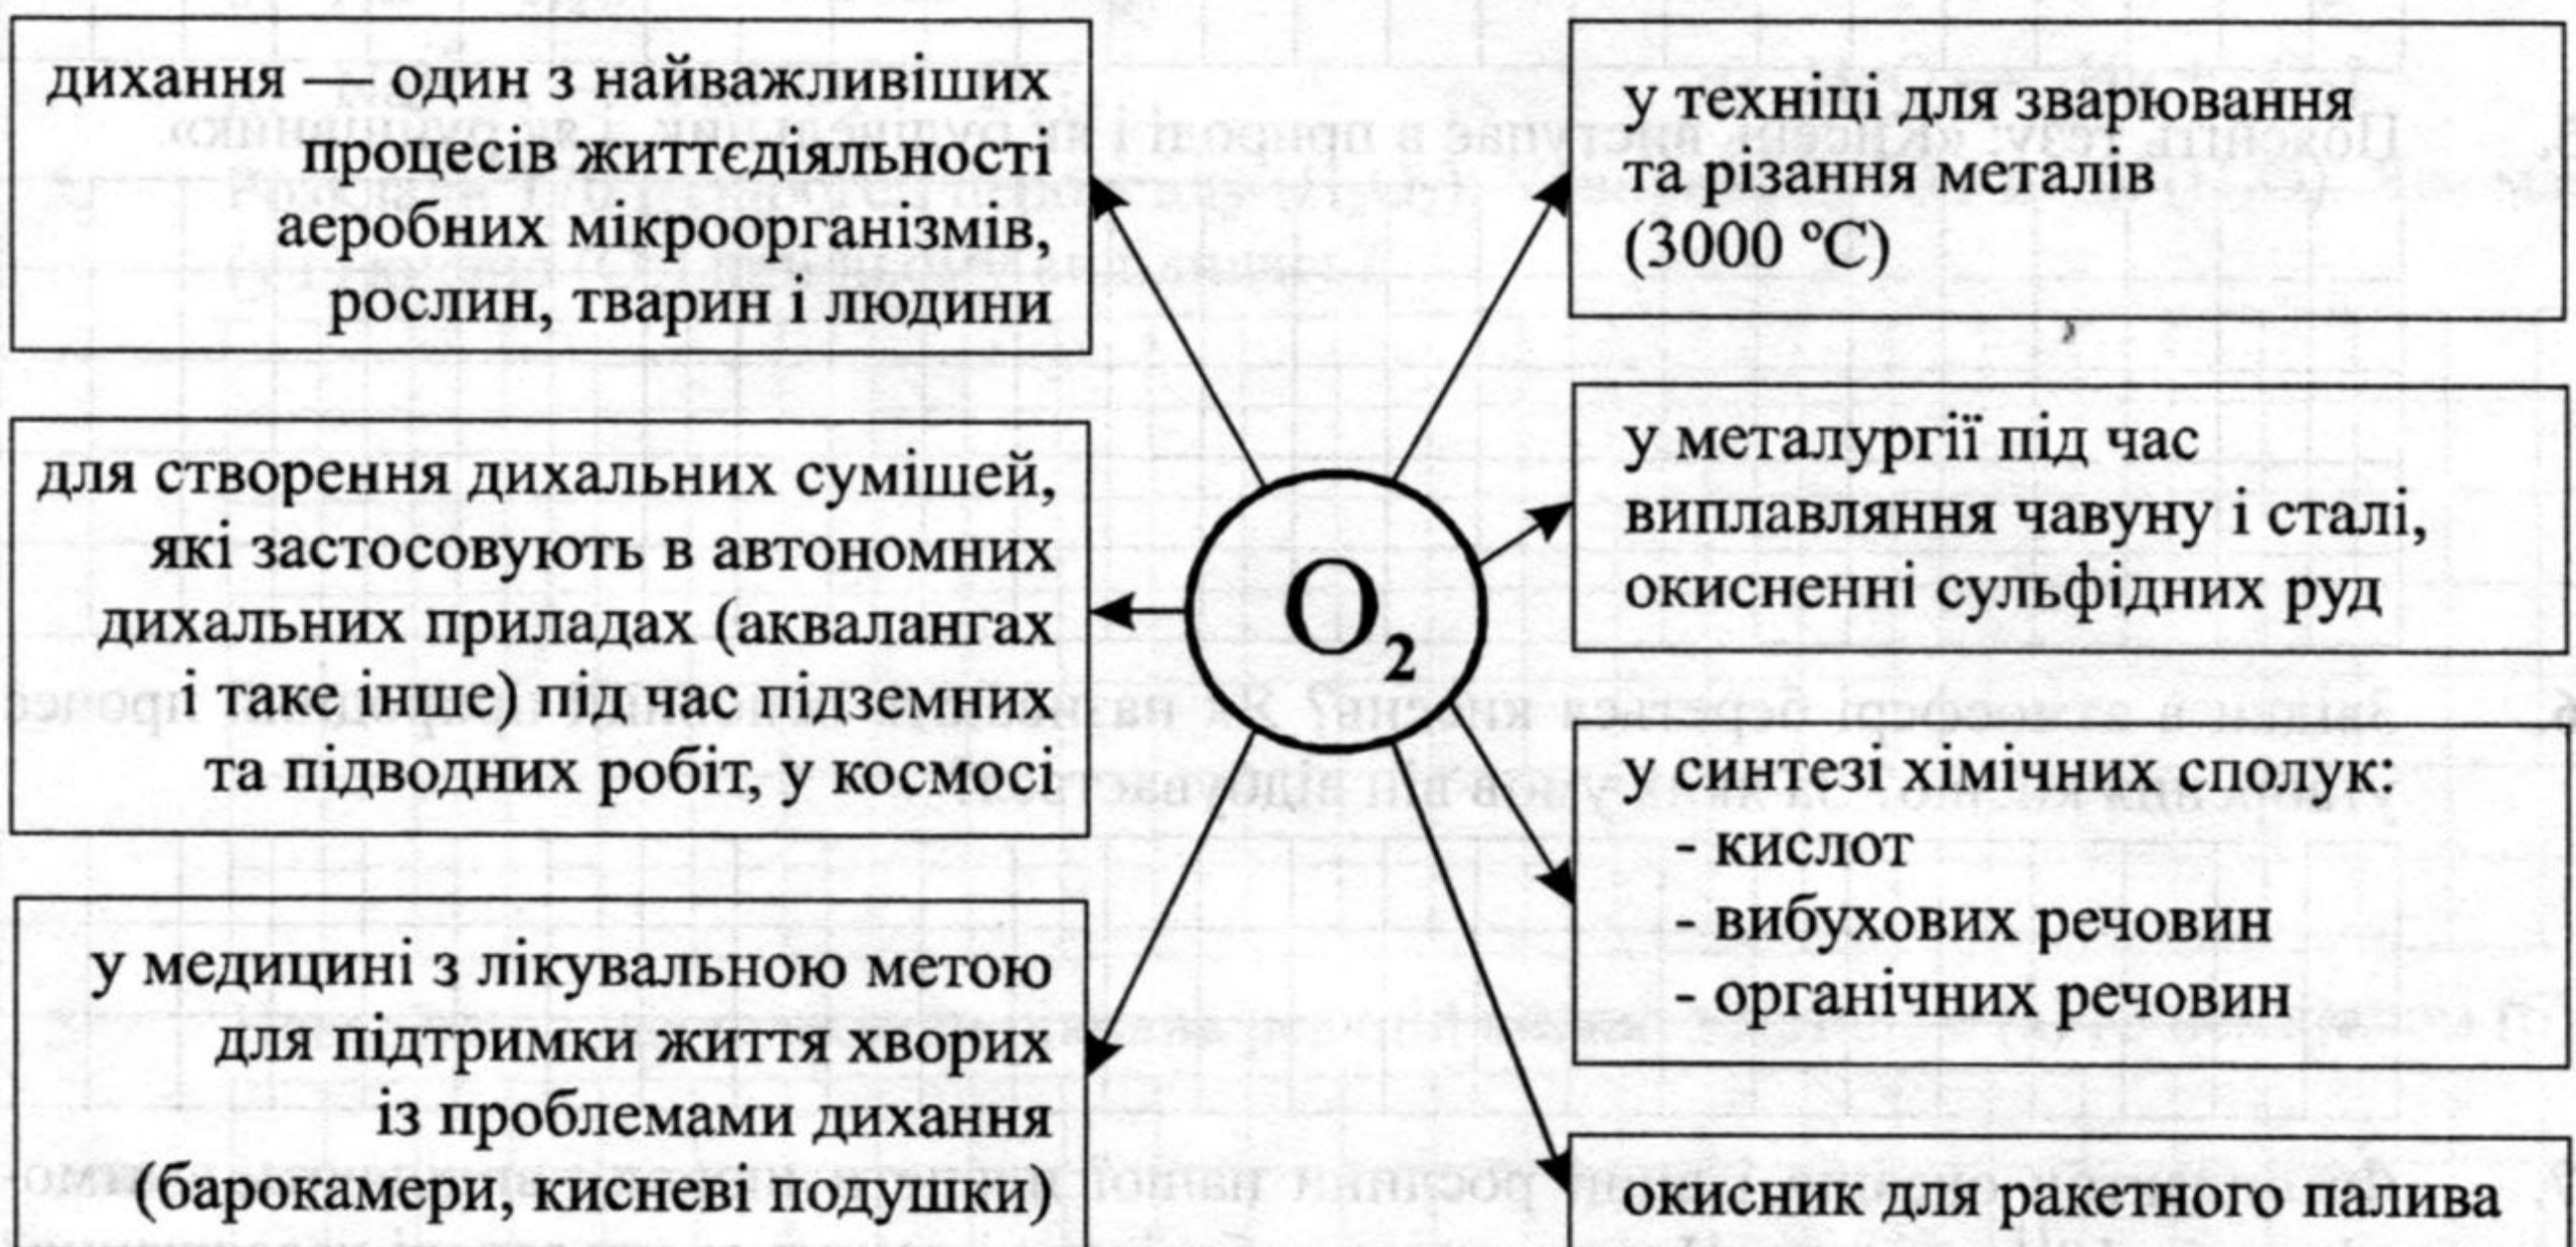 дихання — один з найважливіших
процесів життєдіяльності
аеробних мікроорганізмів,
рослин, тварин і людини
для створення дихальних сумішей,
які застосовують в автономних
дихальних приладах (аквалангах
і таке інше) під час підземних
та підводних робіт, у космосі
у медицині з лікувальною метою
для підтримки життя хворих
із проблемами дихання
(барокамери, кисневі подушки)
O₂
у техніці для зварювання
та різання металів
(3000 ºС)
у металургії під час
виплавляння чавуну і сталі,
окисненні сульфідних руд
у синтезі хімічних сполук:
- кислот
- вибухових речовин
- органічних речовин
окисник для ракетного палива